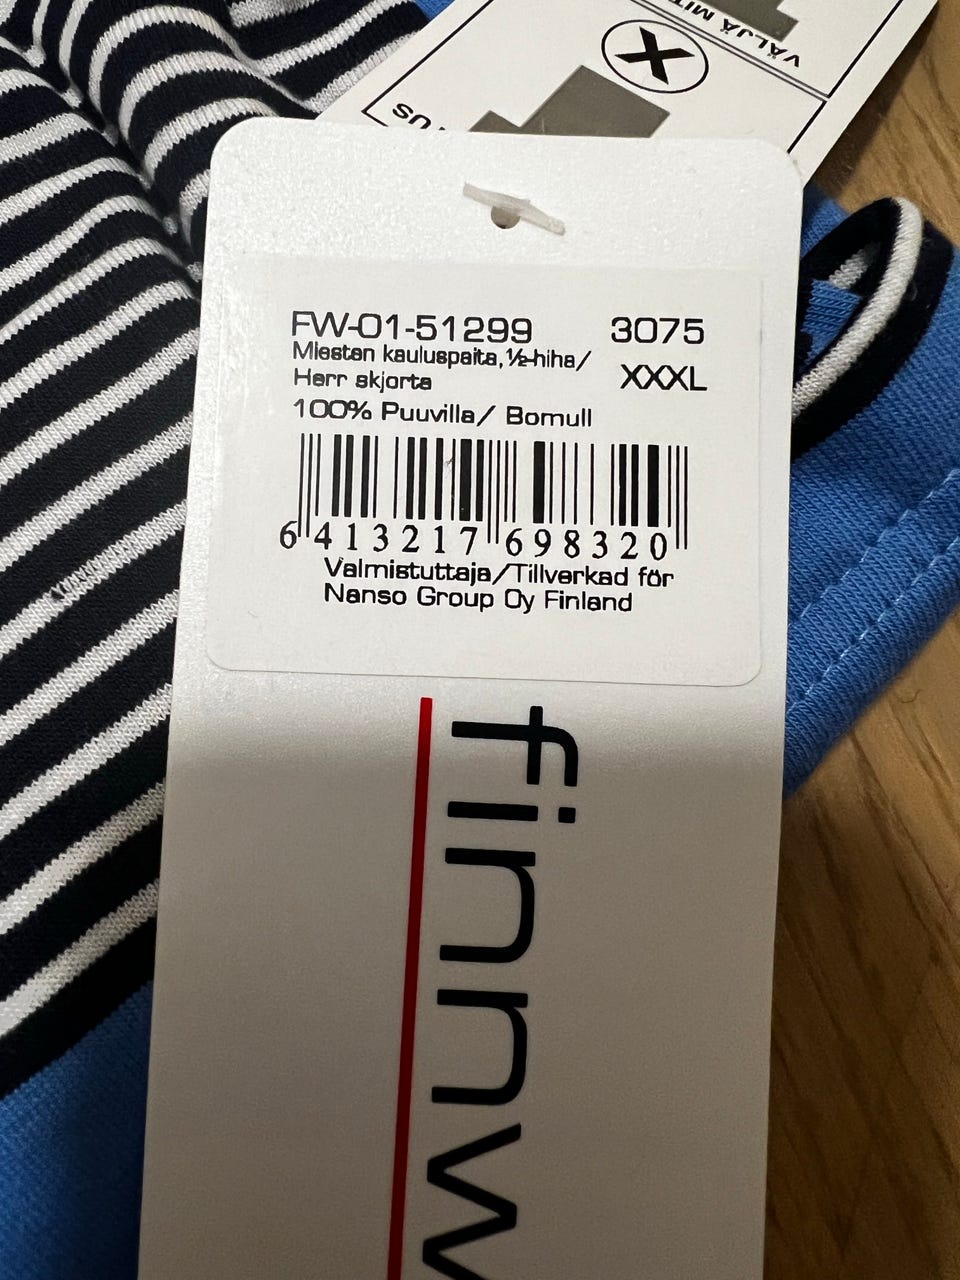 VÄLJÄ
X
FW-01-51299 3075
Miesten kauluspaita, ½-hiha/
Herr skjorta XXXL
100% Puuvilla/ Bomull
6 413217 698320
Valmistuttaja/Tillverkad för
Nanso Group Oy Finland
finnw